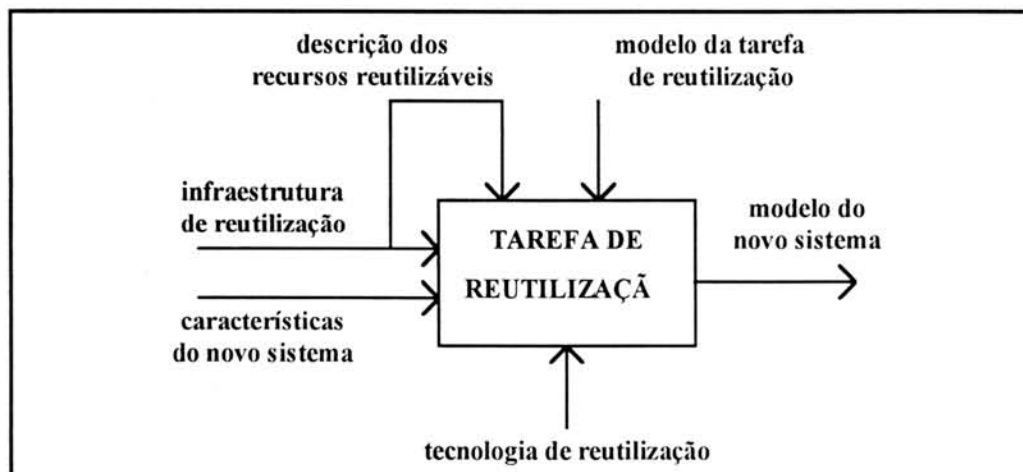 descrição dos
recursos reutilizáveis
modelo da tarefa
de reutilização
infraestrutura
de reutilização
TAREFA DE
REUTILIZAÇÃ
modelo do
novo sistema
características
do novo sistema
tecnologia de reutilização